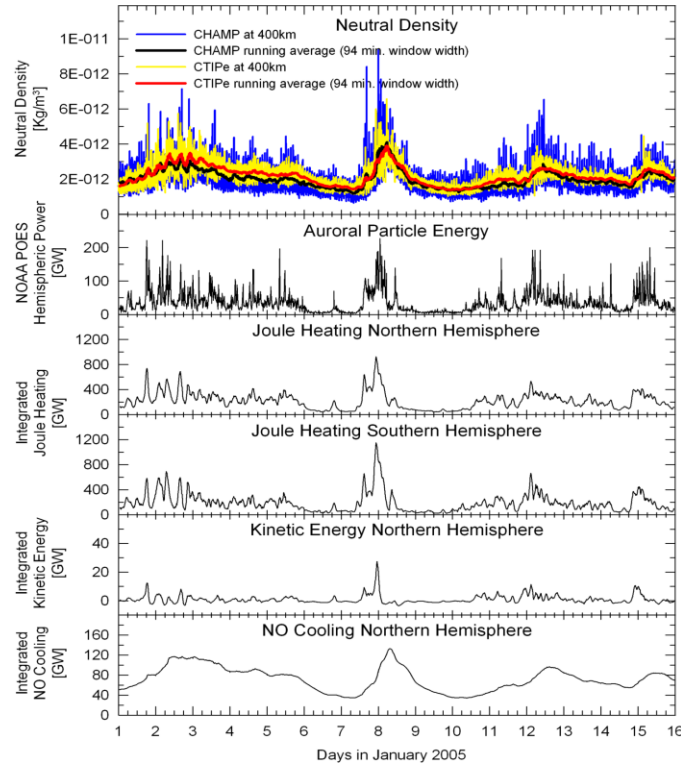 Neutral Density
CHAMP at 400km
CHAMP running average (94 min. window width)
CTIPe at 400km
CTIPe running average (94 min. window width)
Neutral Density
[Kg/m³]
1E-011
8E-012
6E-012
4E-012
2E-012
0
Auroral Particle Energy
NOAA POES
Hemispheric Power
[GW]
200
100
0
Joule Heating Northern Hemisphere
Integrated
Joule Heating
[GW]
1200
800
400
0
Joule Heating Southern Hemisphere
1200
800
400
0
Kinetic Energy Northern Hemisphere
Integrated
Kinetic Energy
[GW]
40
20
0
NO Cooling Northern Hemisphere
Integrated
NO Cooling
[GW]
160
120
80
40
0
1 2 3 4 5 6 7 8 9 10 11 12 13 14 15 16
Days in January 2005